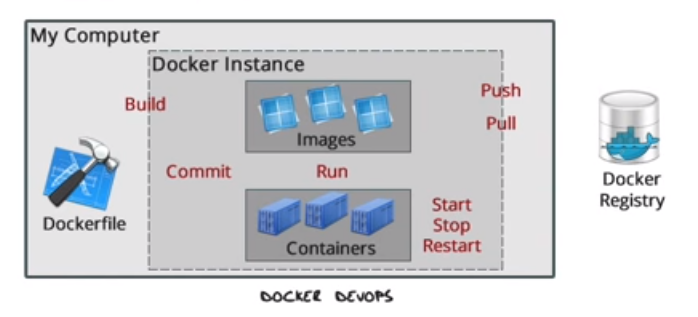 My Computer
Docker Instance
Build
Push
Pull
Images
Commit
Run
Dockerfile
Containers
Start
Stop
Restart
Docker
Registry
DOCKER DEVOPS